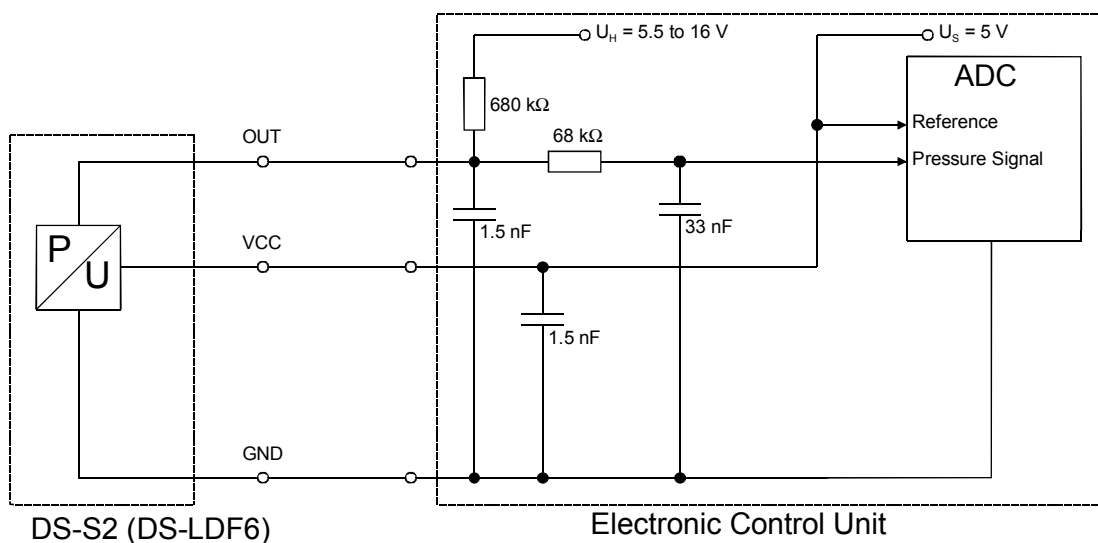 U_H = 5.5 to 16 V
U_S = 5 V
ADC
680 kΩ
Reference
OUT
68 kΩ
Pressure Signal
1.5 nF
33 nF
P
U
VCC
1.5 nF
GND
DS-S2 (DS-LDF6)
Electronic Control Unit